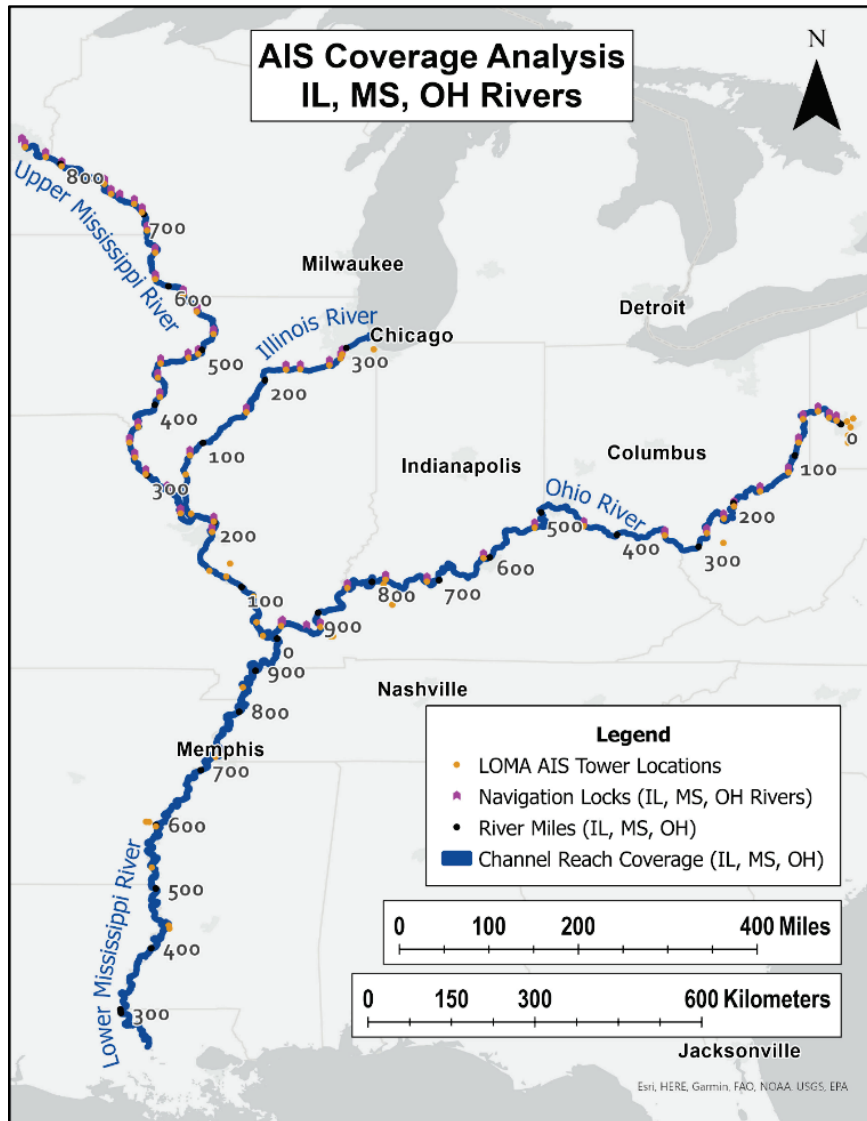 AIS Coverage Analysis
IL, MS, OH Rivers
N
800
Upper Mississippi River
700
Milwaukee
600
Detroit
Illinois River
Chicago
300
500
200
400
0
Columbus
100
100
Indianapolis
300
Ohio River
200
500
200
400
300
600
100
800
700
900
0
900
Nashville
800
Memphis
700
600
Lower Mississippi River
500
400
300
Legend
LOMA AIS Tower Locations
Navigation Locks (IL, MS, OH Rivers)
River Miles (IL, MS, OH)
Channel Reach Coverage (IL, MS, OH)
0 100 200 400 Miles
0 150 300 600 Kilometers
Jacksonville
Esri, HERE, Garmin, FAO, NOAA, USGS, EPA